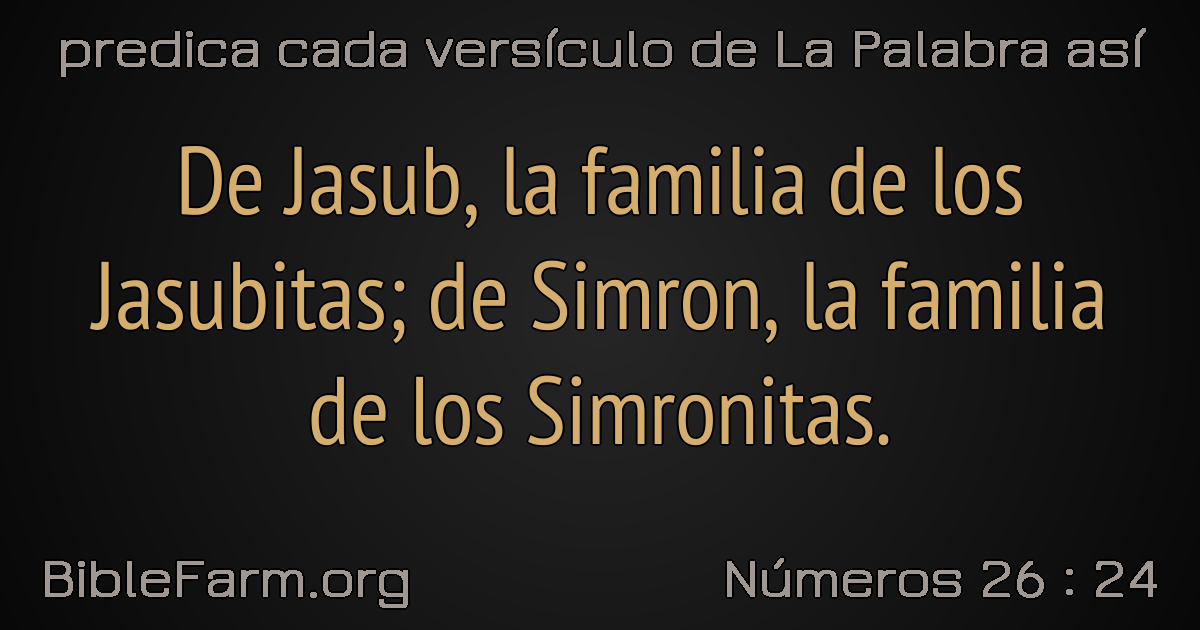 predica cada versículo de La Palabra así
De Jasub, la familia de los
Jasubitas; de Simron, la familia
de los Simronitas.
BibleFarm.org
Números 26 : 24